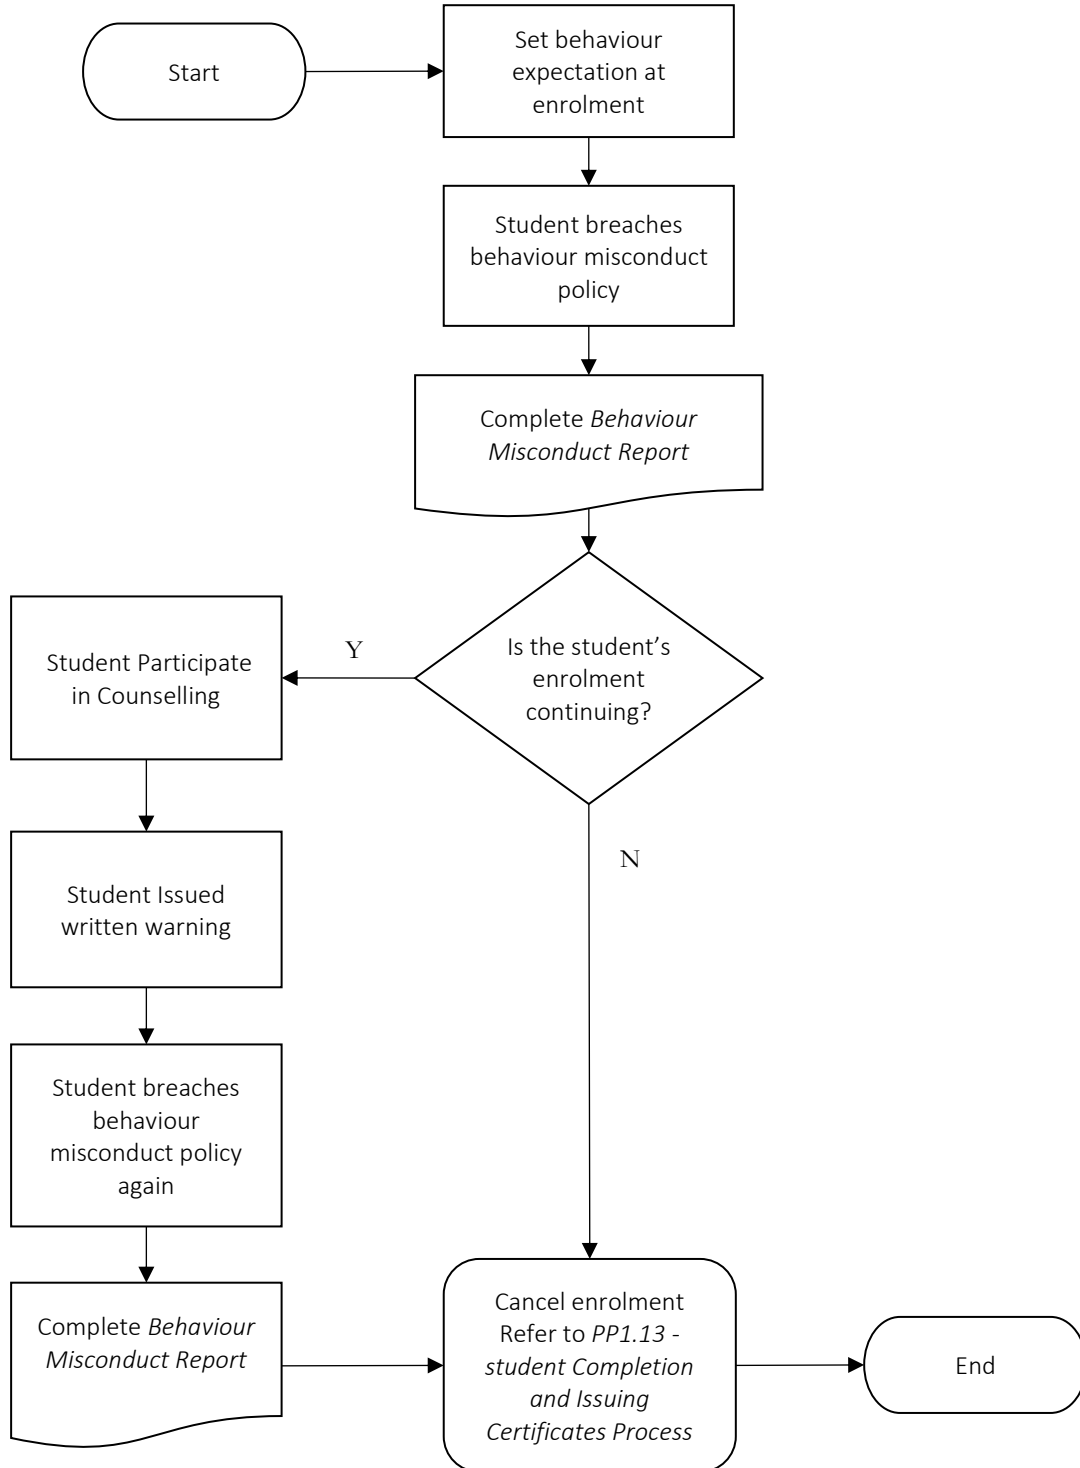 Start
Set behaviour
expectation at
enrolment
Student breaches
behaviour misconduct
policy
Complete Behaviour
Misconduct Report
Is the student’s
enrolment
continuing?
Y
N
Student Participate
in Counselling
Student Issued
written warning
Student breaches
behaviour
misconduct policy
again
Complete Behaviour
Misconduct Report
Cancel enrolment
Refer to PP1.13 -
student Completion
and Issuing
Certificates Process
End